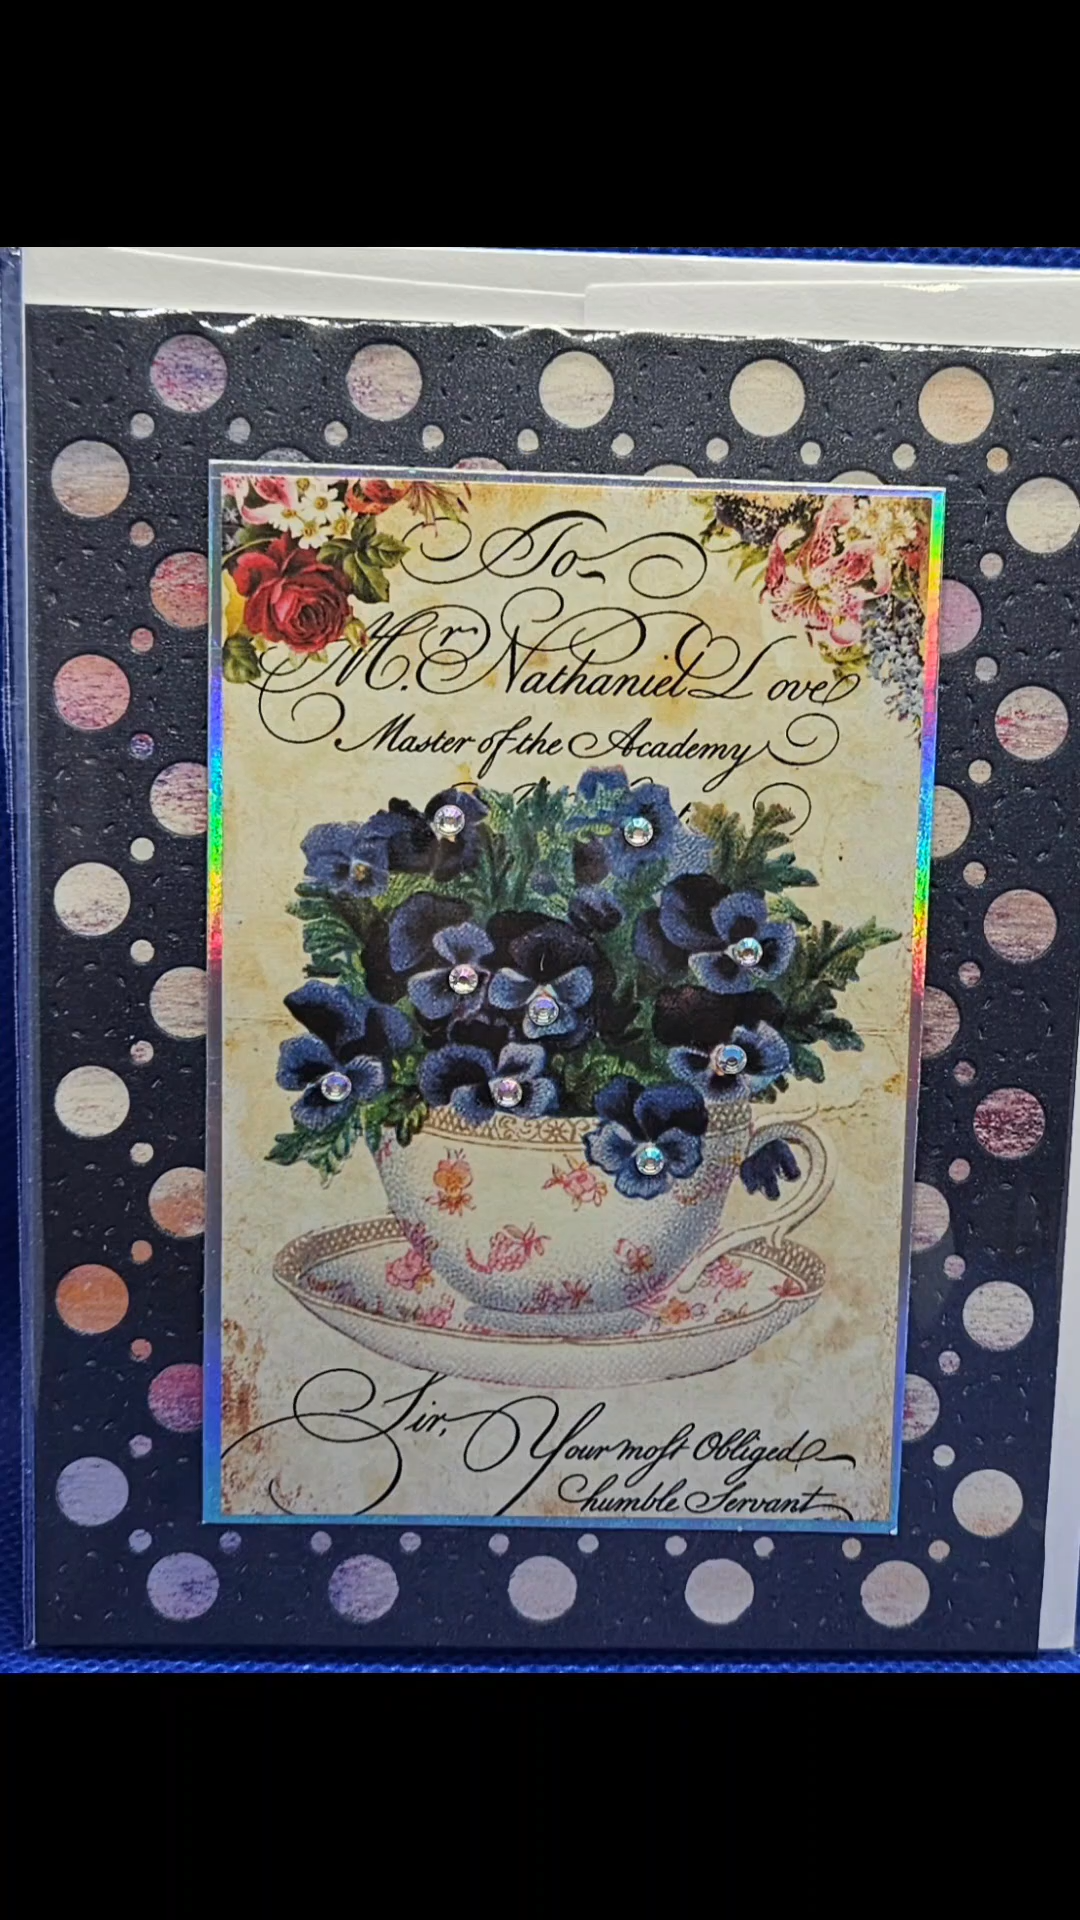 To
Mr. Nathaniel Love
Master of the Academy
Sir,
Your most Obliged
humble Servant